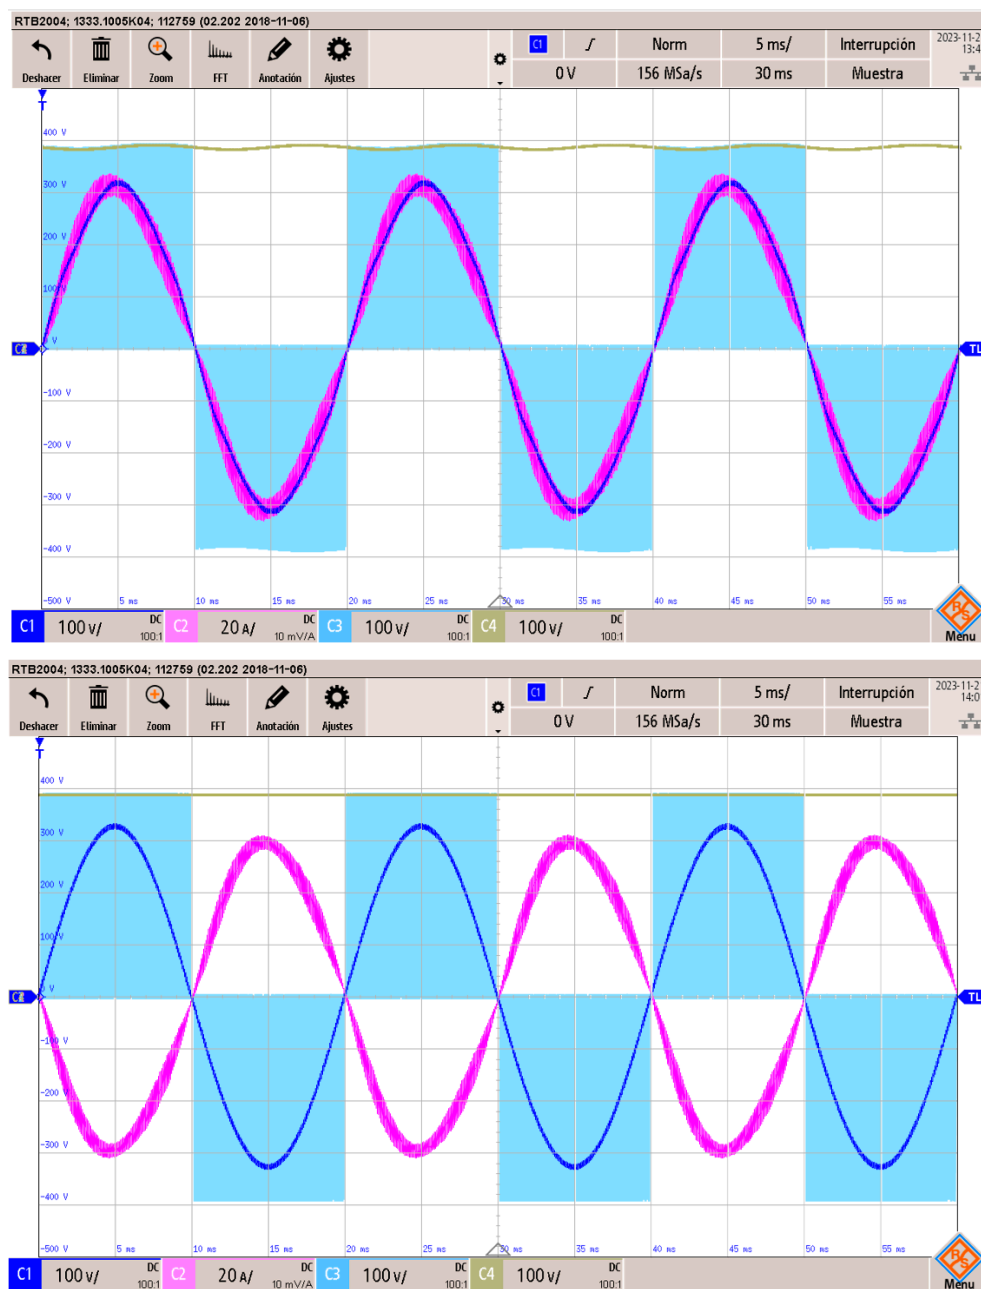 RTB2004; 1333.1005K04; 112759 (02.202 2018-11-06)
Deshacer Eliminar Zoom FFT Anotación Ajustes
C1 Norm 5 ms/ Interrupción 2023-11-2
0 V 156 MSa/s 30 ms Muestra
T
400 V
300 V
200 V
100
V
TL
-100 V
-200 V
-300 V
-400 V
-500 V 5 ms 10 ms 15 ms 20 ms 25 ms 30 ms 35 ms 40 ms 45 ms 50 ms 55 ms
C1 100 V/ DC 100:1 C2 20 A/ DC 10 mV/A C3 100 V/ DC 100:1 C4 100 V/ DC 100:1
R S
Menu
RTB2004; 1333.1005K04; 112759 (02.202 2018-11-06)
Deshacer Eliminar Zoom FFT Anotación Ajustes
C1 Norm 5 ms/ Interrupción 2023-11-2
0 V 156 MSa/s 30 ms Muestra
T
400 V
300 V
200 V
100 V
V
TL
-100 V
-200 V
-300 V
-400 V
-500 V 5 ms 10 ms 15 ms 20 ms 25 ms 30 ms 35 ms 40 ms 45 ms 50 ms 55 ms
C1 100 V/ DC 100:1 C2 20 A/ DC 10 mV/A C3 100 V/ DC 100:1 C4 100 V/ DC 100:1
R S
Menu